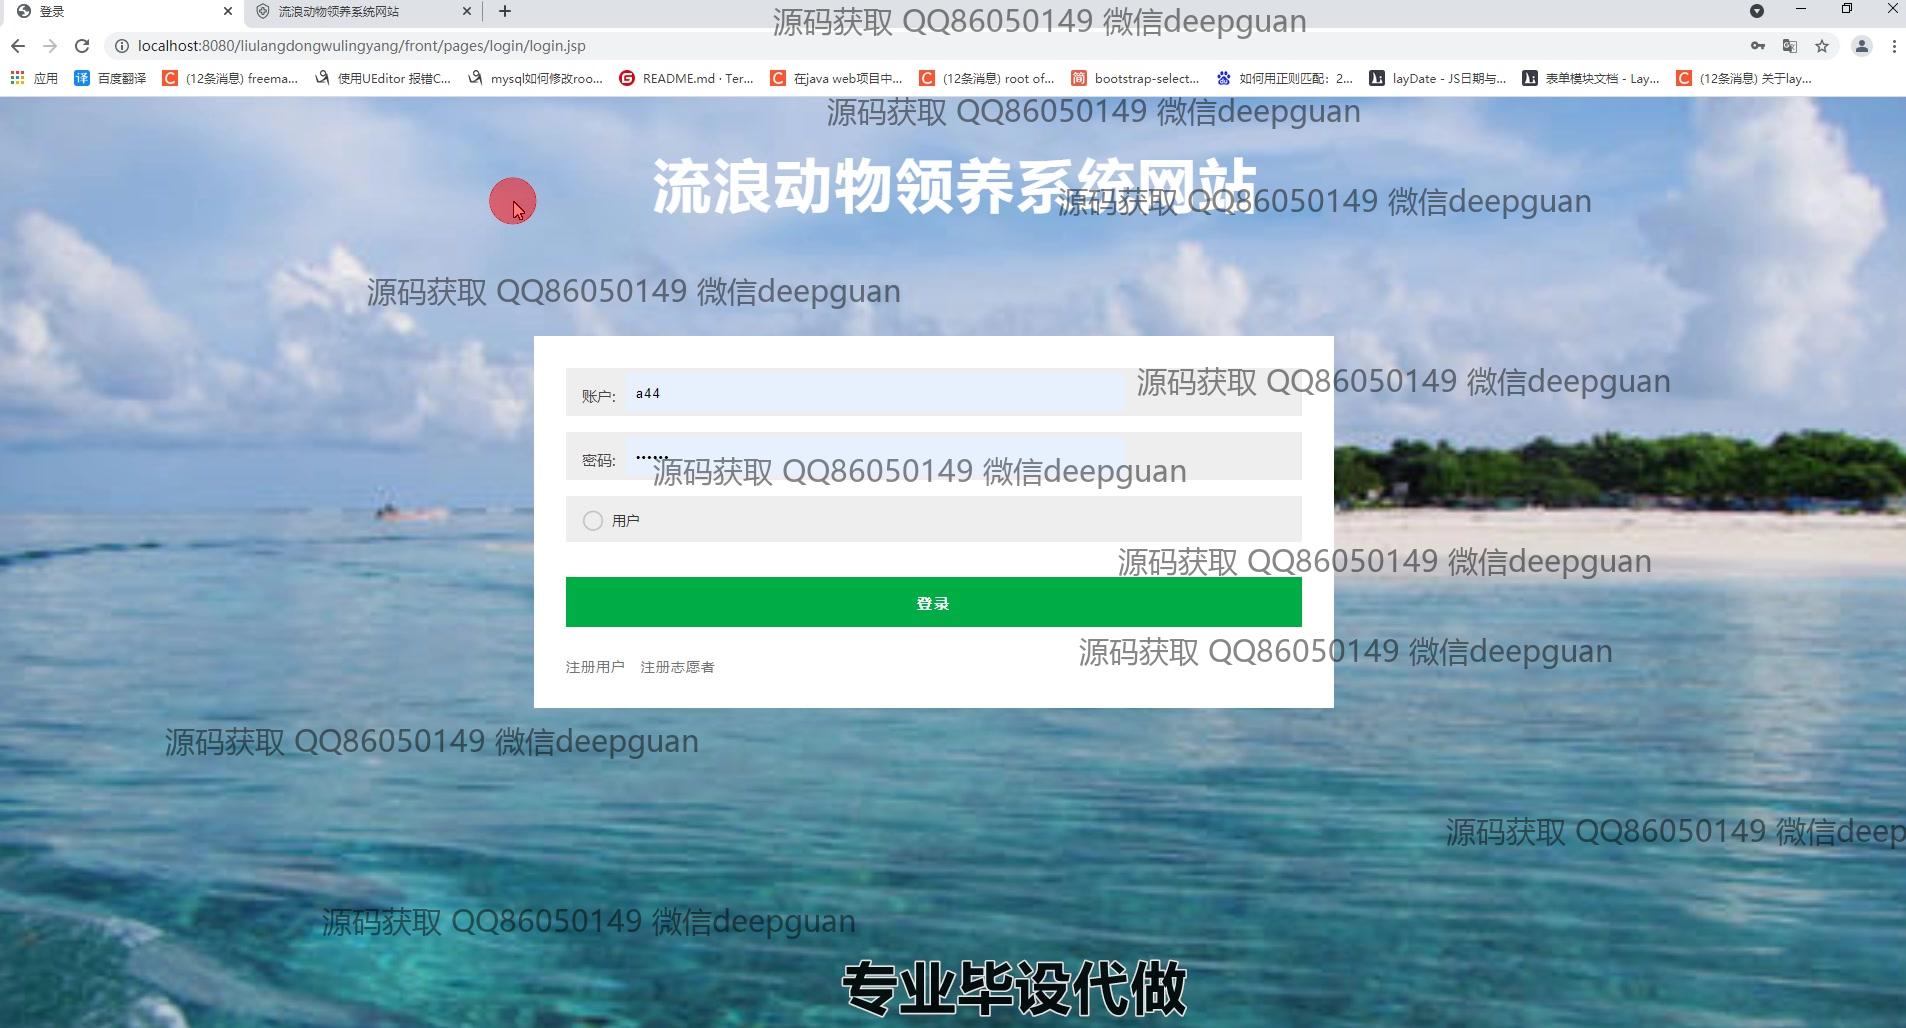 登录
流浪动物领养系统网站
源码获取 QQ86050149 微信deepguan
localhost:8080/liulangdongwulingyang/front/pages/login/login.jsp
应用 百度翻译 (12条消息) freema... 使用UEditor 报错C... mysql如何修改roo... README.md · Ter... 在java web项目中... (12条消息) root of... bootstrap-select... 如何用正则匹配：2... layDate - JS日期与... 表单模块文档 - Lay... (12条消息) 关于lay...
源码获取 QQ86050149 微信deepguan
流浪动物领养系统网站
源码获取 QQ86050149 微信deepguan
源码获取 QQ86050149 微信deepguan
账户: a44
源码获取 QQ86050149 微信deepguan
密码: ••••••
源码获取 QQ86050149 微信deepguan
用户
源码获取 QQ86050149 微信deepguan
登录
源码获取 QQ86050149 微信deepguan
注册用户 注册志愿者
源码获取 QQ86050149 微信deepguan
源码获取 QQ86050149 微信deep
源码获取 QQ86050149 微信deepguan
专业毕设代做